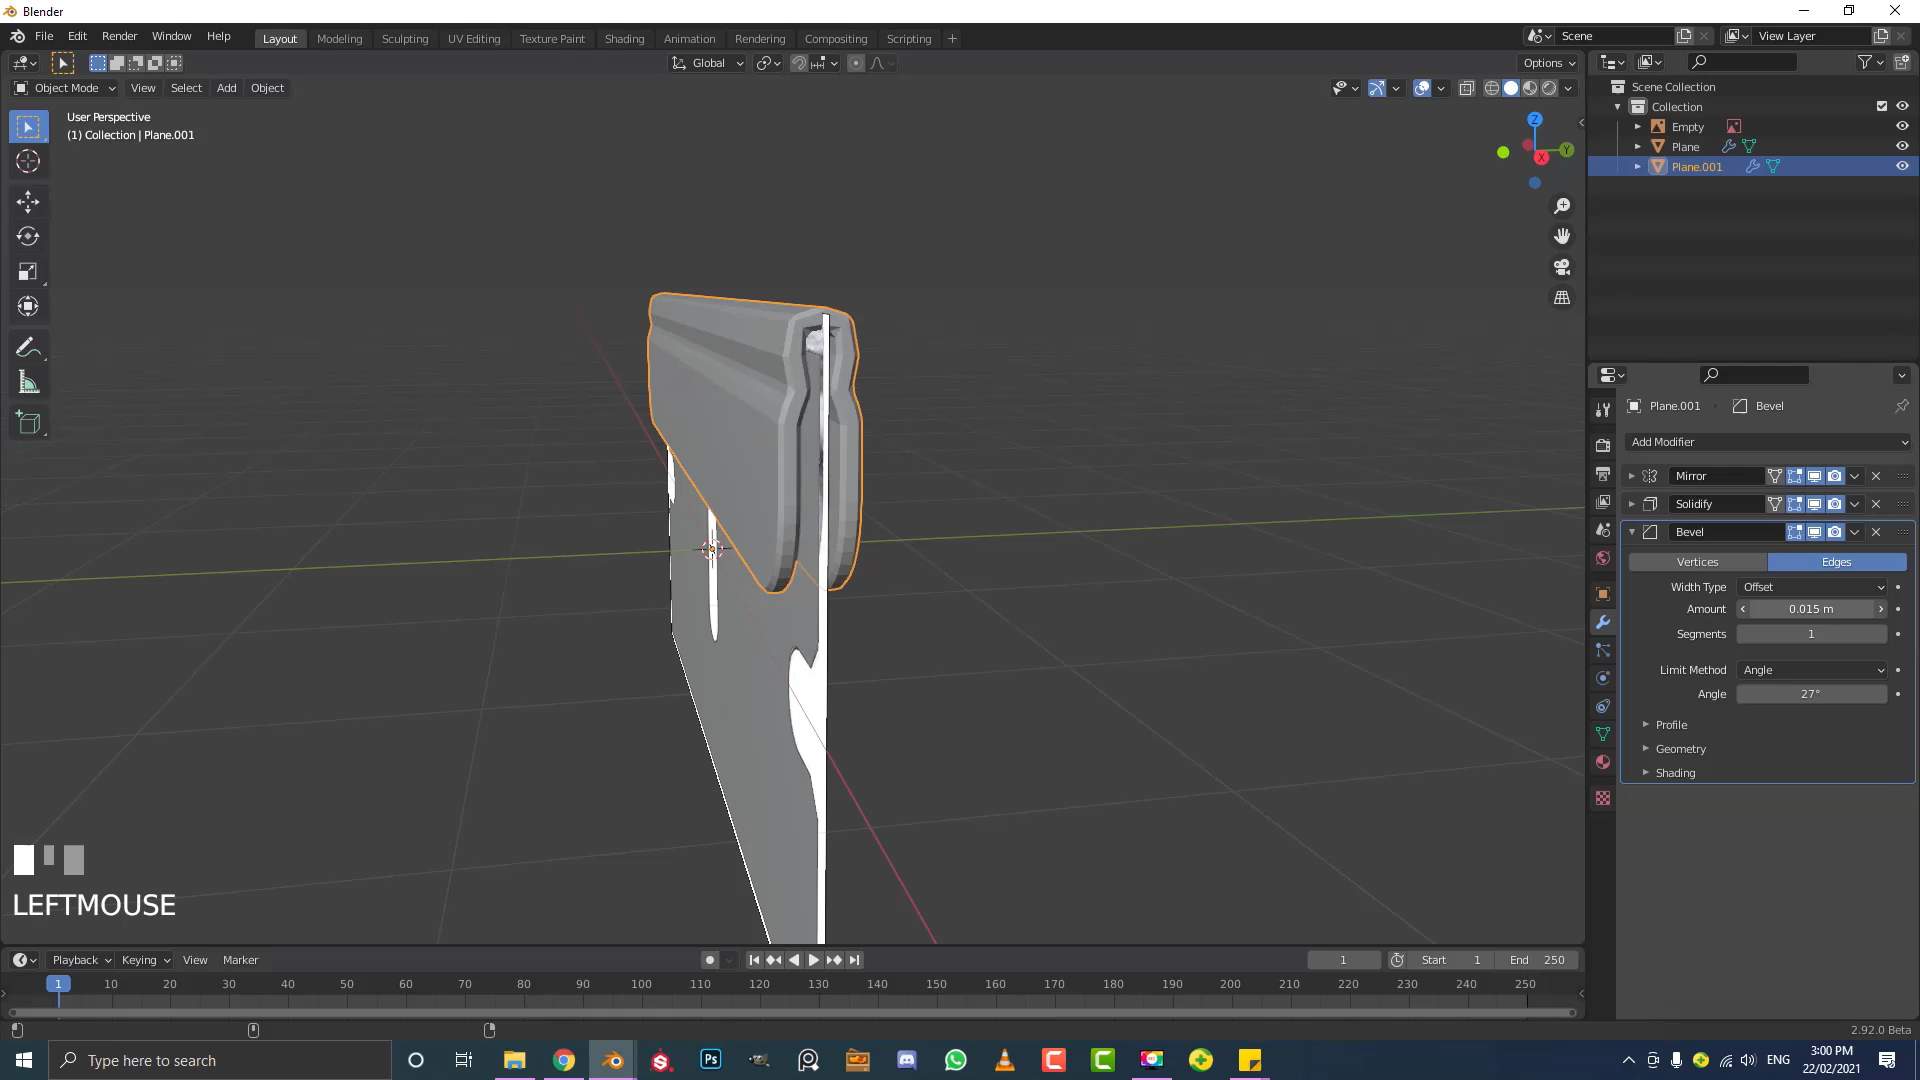 Blender
File Edit Render Window Help Layout Modeling Sculpting UV Editing Texture Paint Shading Animation Rendering Compositing Scripting + Scene View Layer
Global Options
Object Mode View Select Add Object
User Perspective
(1) Collection | Plane.001
Z
Y
X
Scene Collection
Collection
Empty
Plane
Plane.001
Plane.001 Bevel
Add Modifier
Mirror
Solidify
Bevel
Vertices Edges
Width Type Offset
Amount 0.015 m
Segments 1
Limit Method Angle
Angle 27°
Profile
Geometry
Shading
LEFTMOUSE
Playback Keying View Marker 1 Start 1 End 250
1 10 20 30 40 50 60 70 80 90 100 110 120 130 140 150 160 170 180 190 200 210 220 230 240 250
2.92.0 Beta
Type here to search Ps ENG 3:00 PM
22/02/2021